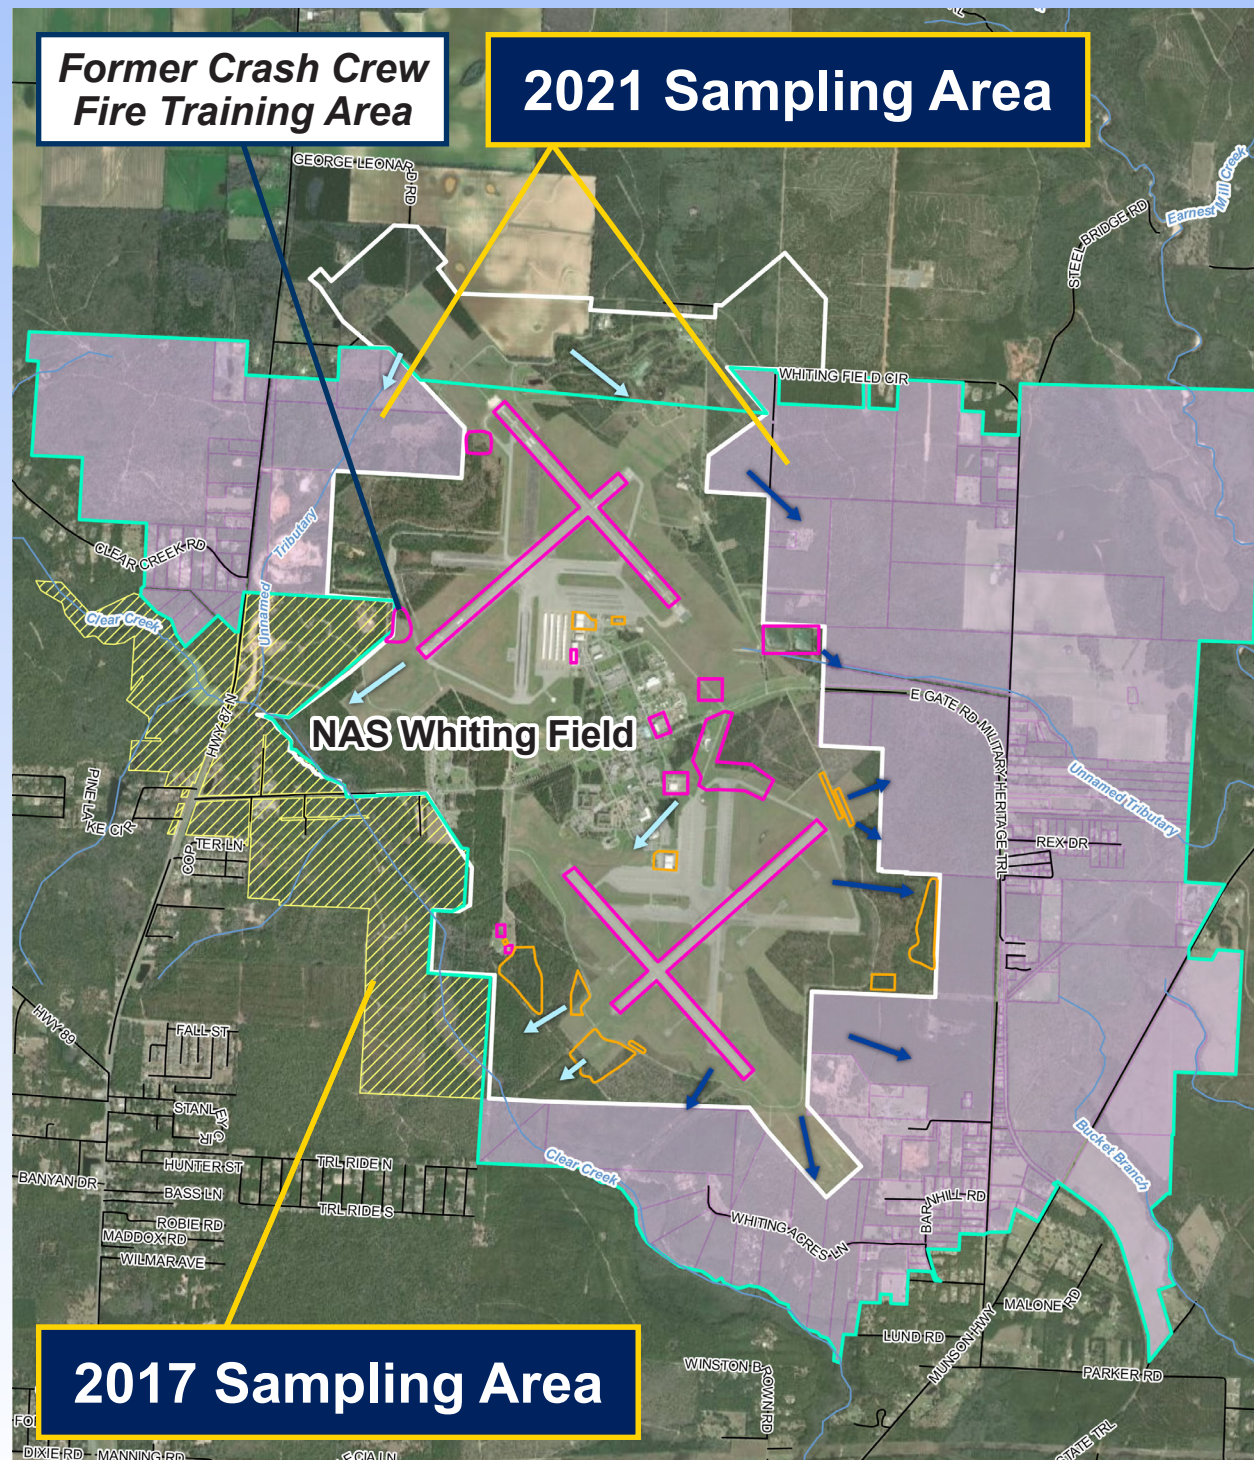 Former Crash Crew
Fire Training Area
2021 Sampling Area
GEORGE LEONARD RD
Earnest Mill Creek
STEEL BRIDGE RD
WHITING FIELD CIR
CLEAR CREEK RD
Unnamed Tributary
Clear Creek
HWY 87 N
NAS Whiting Field
E GATE RD
MILITARY HERITAGE TRL
Unnamed Tributary
PINE LAKE CIR
COPTER LN
REX DR
HWY 89
FALL ST
STANLEY CIR
HUNTER ST
TRL RIDE N
BANYAN DR
BASS LN
TRL RIDE S
ROBIE RD
MADDOX RD
WILMAR AVE
Clear Creek
Bucket Branch
WHITING ACRES LN
BARNHILL RD
MALONE RD
LUND RD
MUNSON HWY
WINSTON BROWN RD
PARKER RD
2017 Sampling Area
DIXIE RD
MANNING RD
STATE TRL